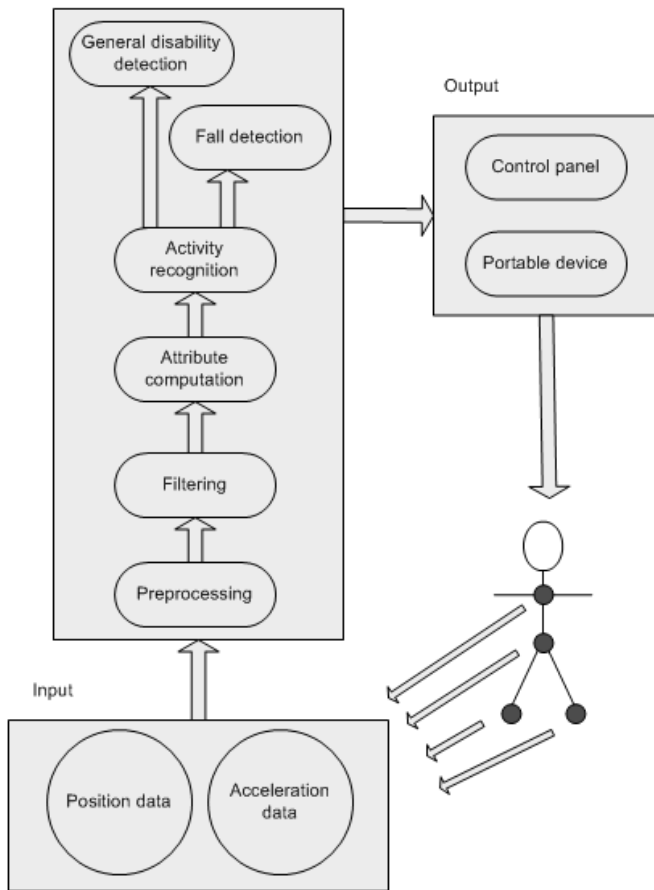 General disability
detection
Fall detection
Activity
recognition
Attribute
computation
Filtering
Preprocessing
Output
Control panel
Portable device
Input
Position data
Acceleration
data